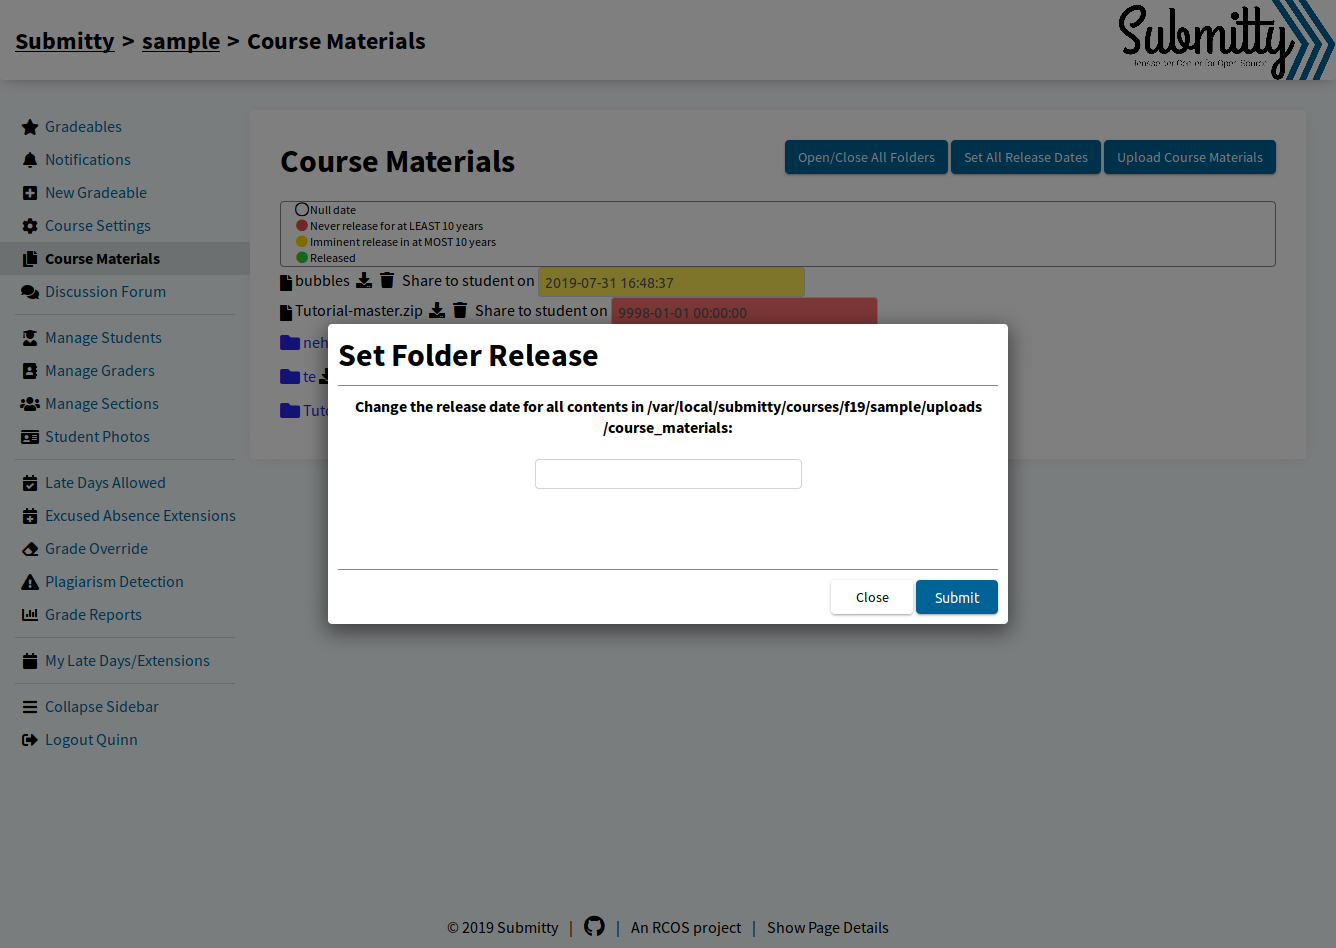 Submitty > sample > Course Materials
Submitty
Rensselaer Center for Open Source
Gradeables
Notifications
New Gradeable
Course Settings
Course Materials
Discussion Forum
Manage Students
Manage Graders
Manage Sections
Student Photos
Late Days Allowed
Excused Absence Extensions
Grade Override
Plagiarism Detection
Grade Reports
My Late Days/Extensions
Collapse Sidebar
Logout Quinn
Course Materials
Open/Close All Folders
Set All Release Dates
Upload Course Materials
Null date
Never release for at LEAST 10 years
Imminent release in at MOST 10 years
Released
bubbles Share to student on 2019-07-31 16:48:37
Tutorial-master.zip Share to student on 9998-01-01 00:00:00
neh
te
Tuto
Set Folder Release
Change the release date for all contents in /var/local/submitty/courses/f19/sample/uploads
/course_materials:
Close
Submit
© 2019 Submitty | | An RCOS project | Show Page Details